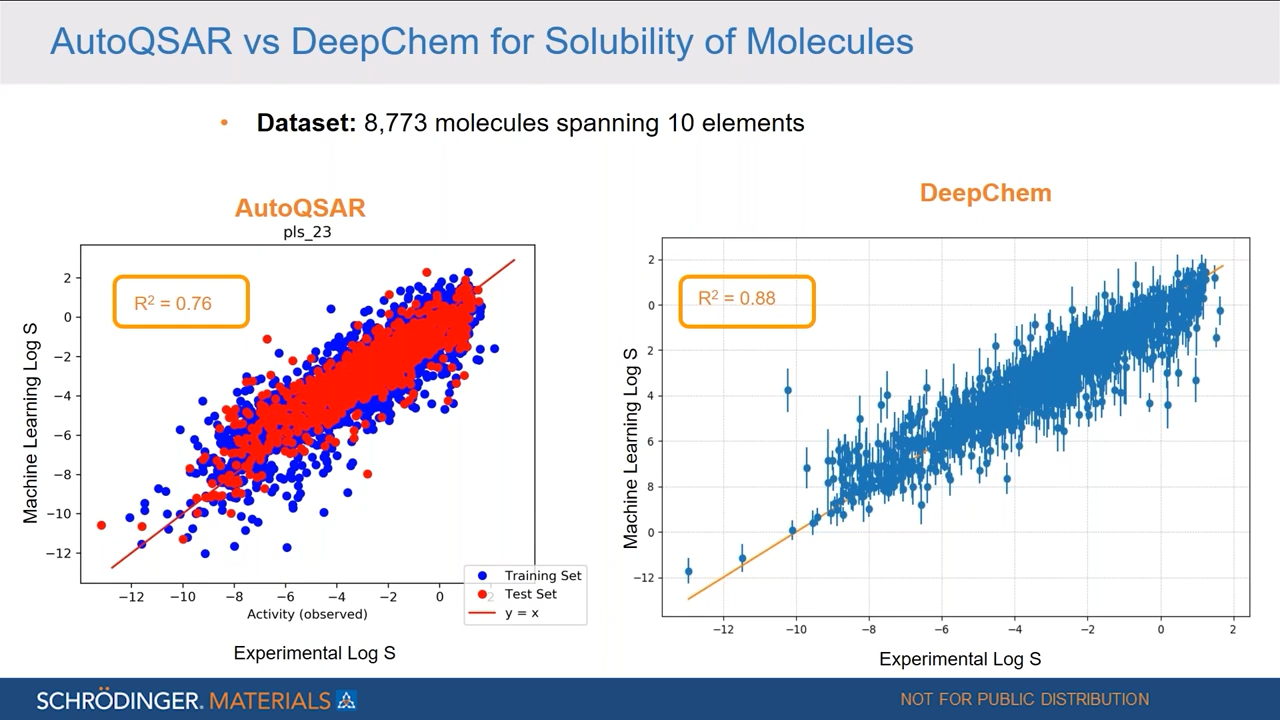 AutoQSAR vs DeepChem for Solubility of Molecules
• Dataset: 8,773 molecules spanning 10 elements
AutoQSAR
pls_23
R² = 0.76
Machine Learning Log S
2
0
−2
−4
−6
−8
−10
−12
−12 −10 −8 −6 −4 −2 0 2
Activity (observed)
Training Set
Test Set
y = x
Experimental Log S
DeepChem
R² = 0.88
Machine Learning Log S
2
0
2
4
6
8
0
−12
−12 −10 −8 −6 −4 −2 0 2
Experimental Log S
SCHRÖDINGER. MATERIALS
NOT FOR PUBLIC DISTRIBUTION